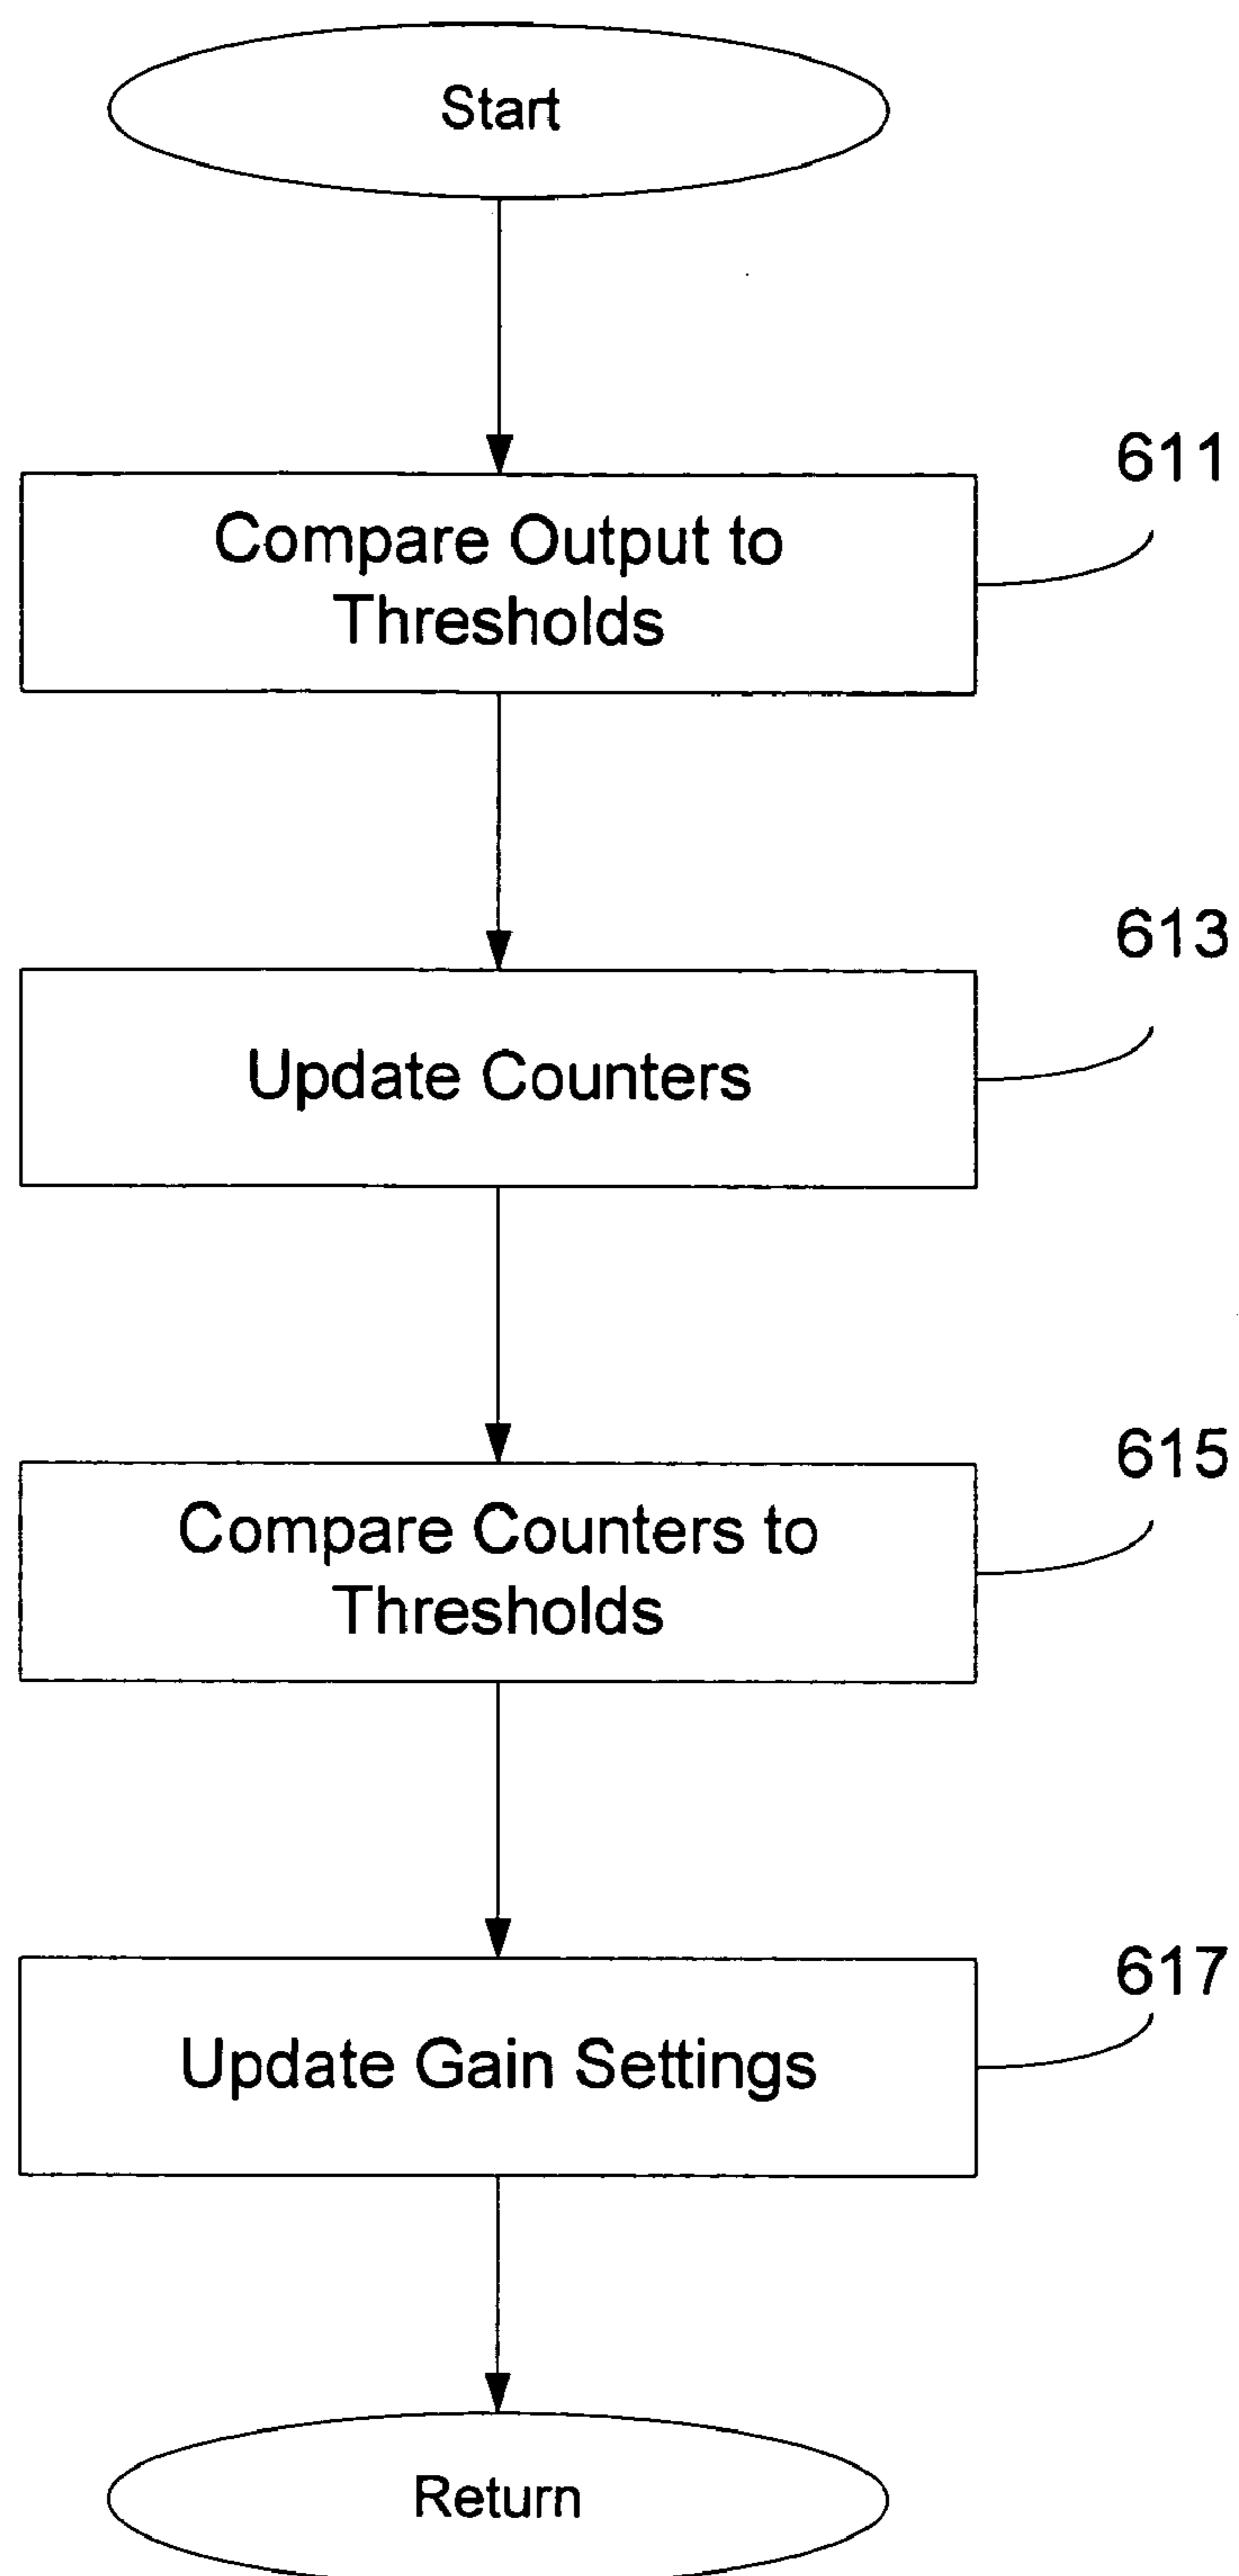 Start
611
Compare Output to
Thresholds
613
Update Counters
615
Compare Counters to
Thresholds
617
Update Gain Settings
Return